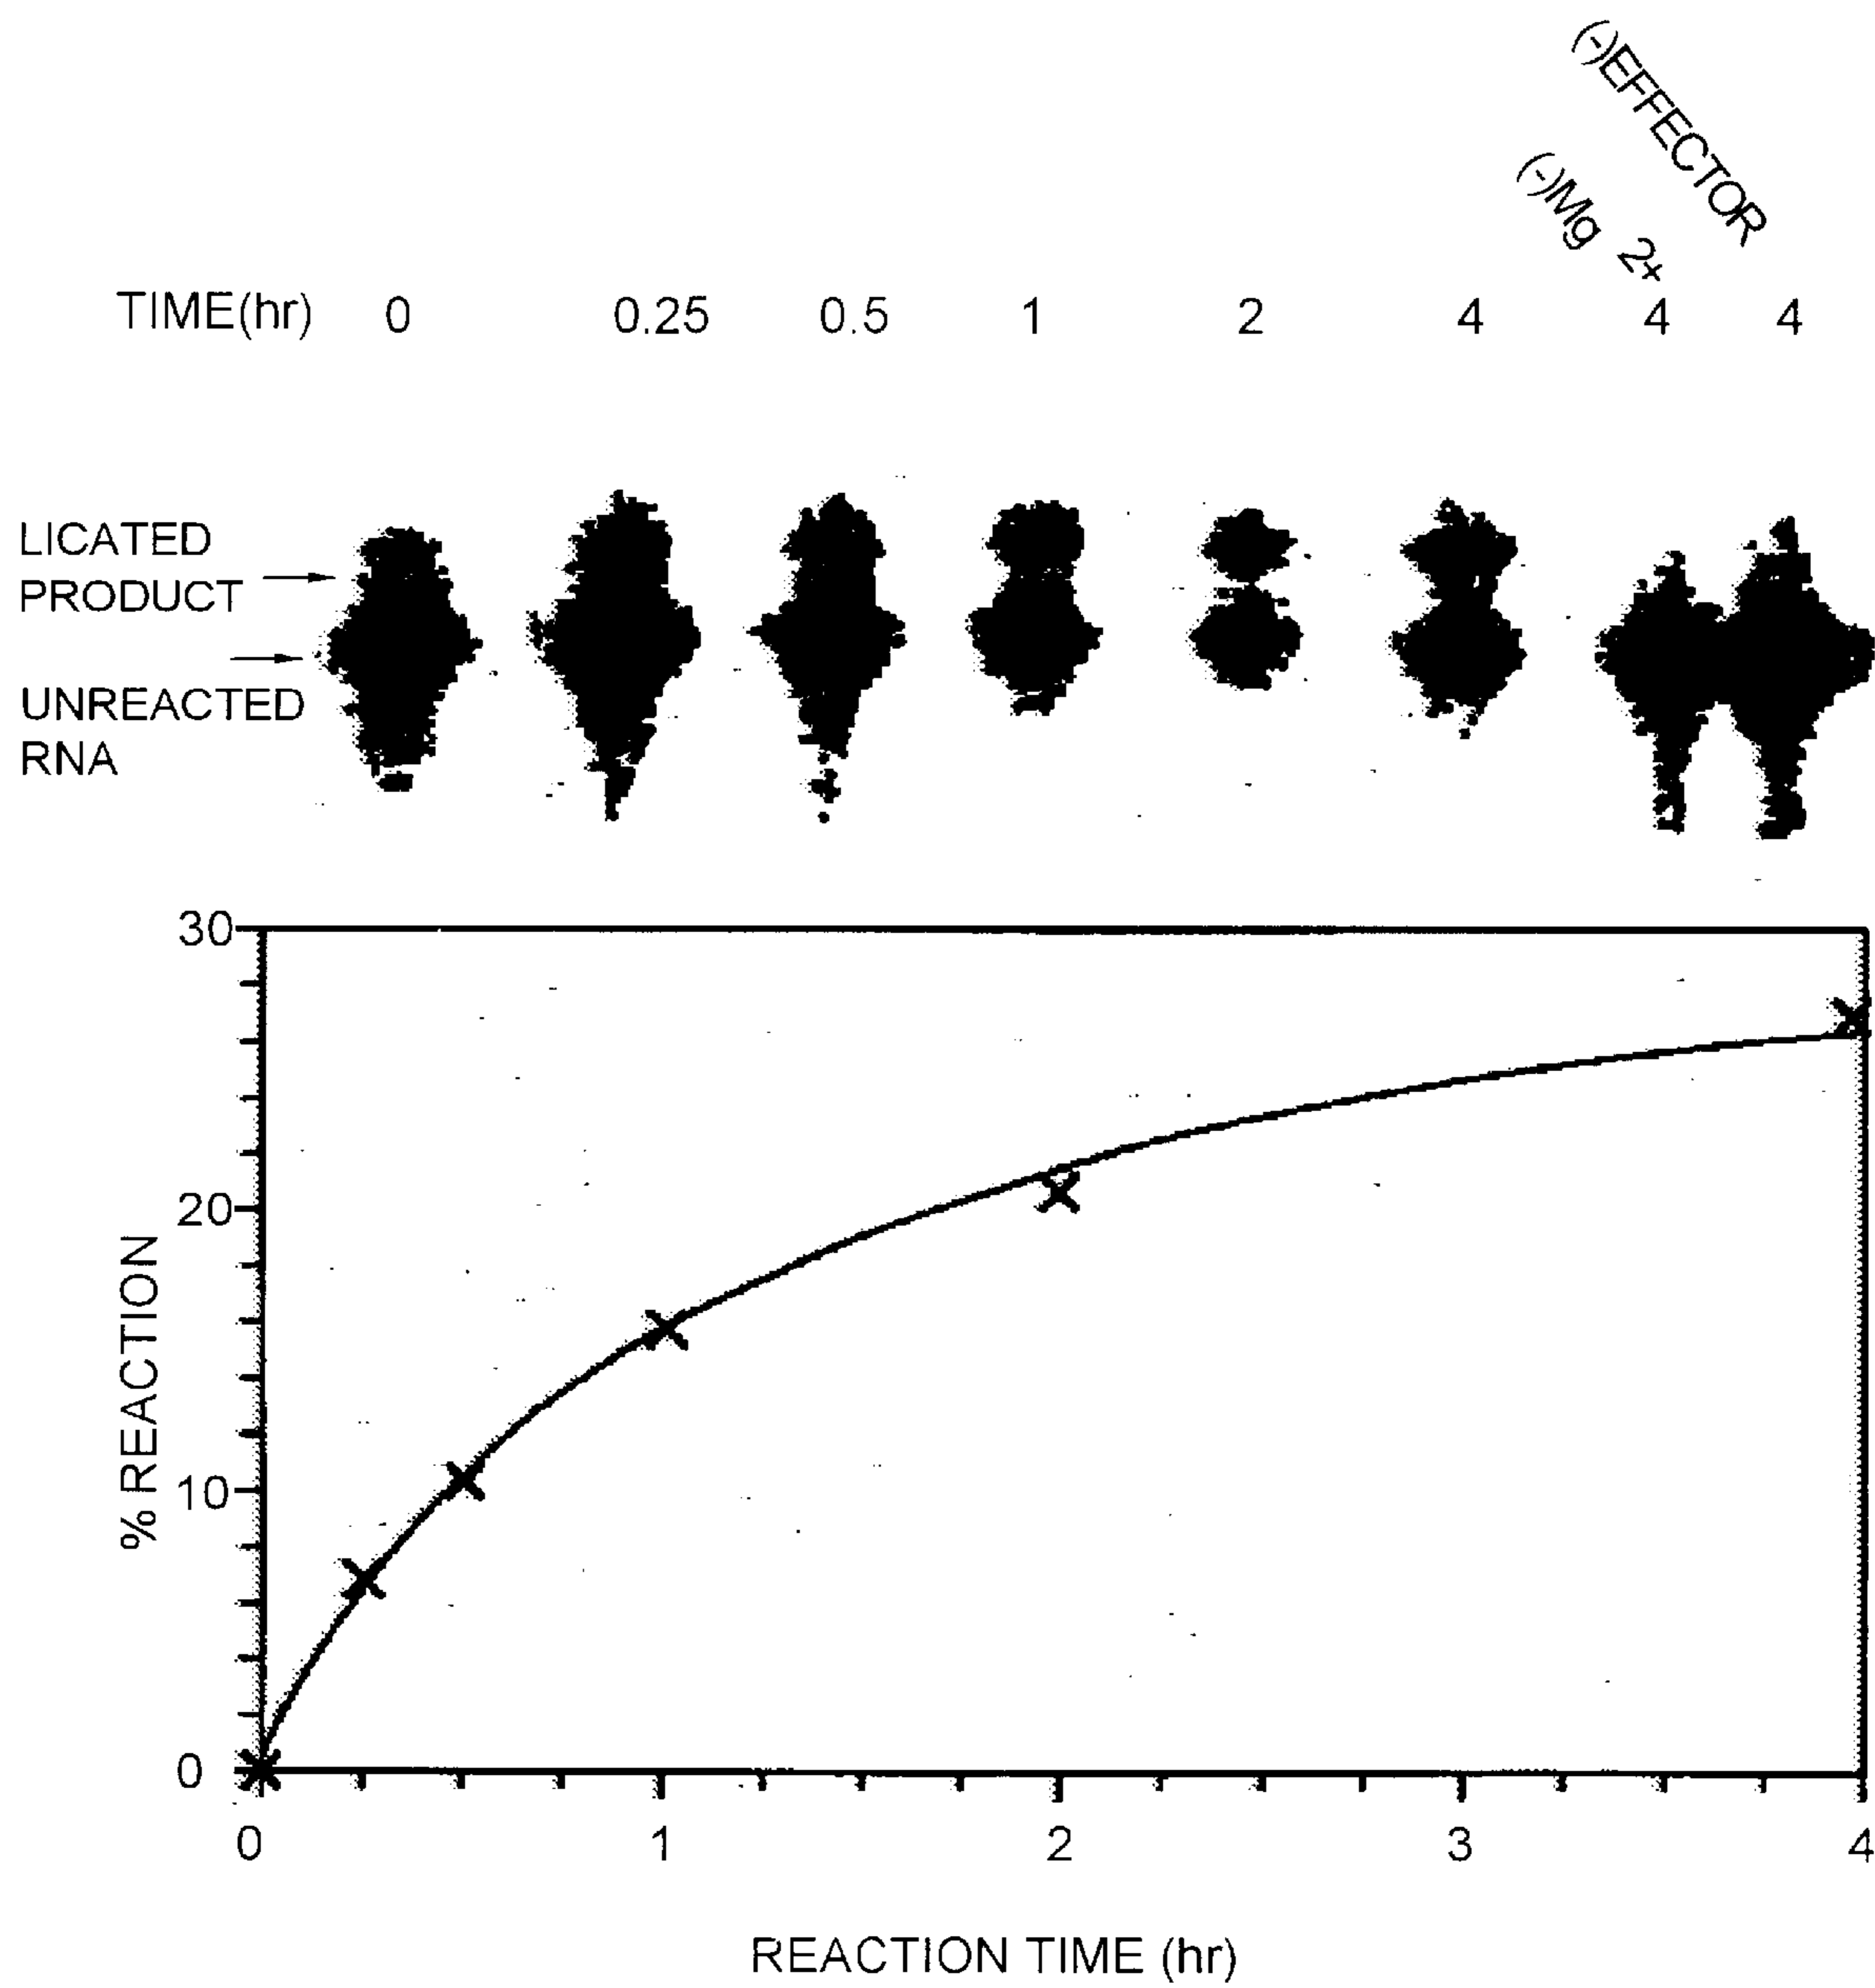 (-)EFFECTOR
(-)Mg 2+
TIME(hr) 0 0.25 0.5 1 2 4 4 4
LICATED
PRODUCT
UNREACTED
RNA
30
20
10
0
% REACTION
0 1 2 3 4
REACTION TIME (hr)